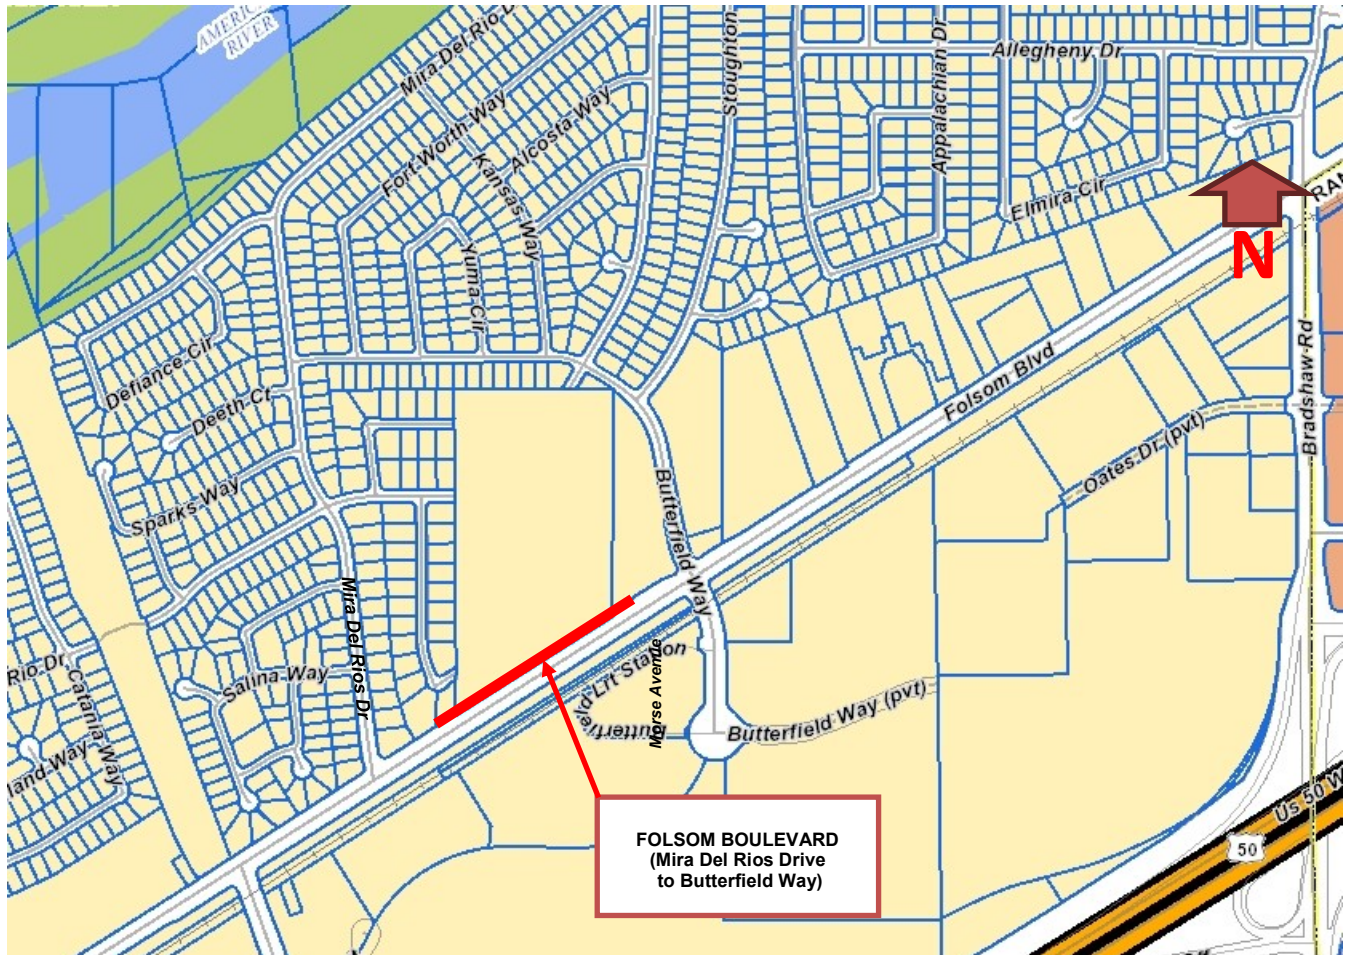 AMERICAN
RIVER
Mira Del Rio D
Stoughton
Appalachian Dr
Allegheny Dr
Fort Worth Way
Alcosta Way
Kansas Way
Yuma Cir
Elmira Cir
RAN
N
Defiance Cir
Deeth Ct
Sparks Way
Folsom Blvd
Bradshaw Rd
Oates Dr (pvt)
Butterfield Way
Mira Del Rios Dr
Rio Dr
Catania Way
Salina Way
land Way
Morse Avenue
Butterfield Lrt Station
Butterfield Way (pvt)
Us 50 W
50
FOLSOM BOULEVARD
(Mira Del Rios Drive
to Butterfield Way)